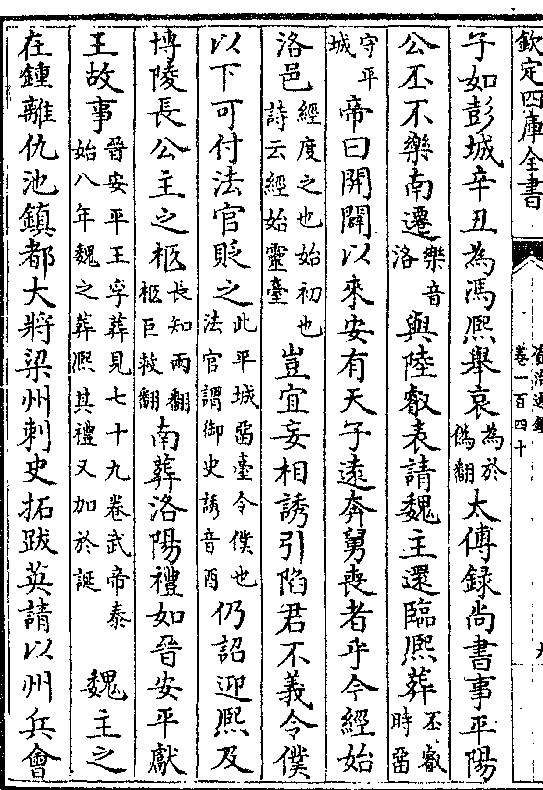 欽定四庫全書
資治通鑑
卷一百四十
子如彭城辛丑為馮熙舉哀為於偽翻太傅録尚書事平陽
公丕不樂南遷樂音洛與陸叡表請魏主還臨熙葬丕叡時留
守平城帝曰開闢以來安有天子遠奔舅喪者乎今經始
洛邑經度之也始初也詩云經始靈臺豈宜妄相誘引陷君不義令僕
以下可付法官貶之此平城留臺令僕也法官謂御史誘音酉仍詔迎熙及
博陵長公主之柩長知兩翻柩巨救翻南葬洛陽禮如晉安平獻
王故事晉安平王孚葬見七十九卷武帝泰始八年魏之葬熙其禮又加於誕魏主之
在鍾離仇池鎮都大將梁州刺史拓跋英請以州兵會